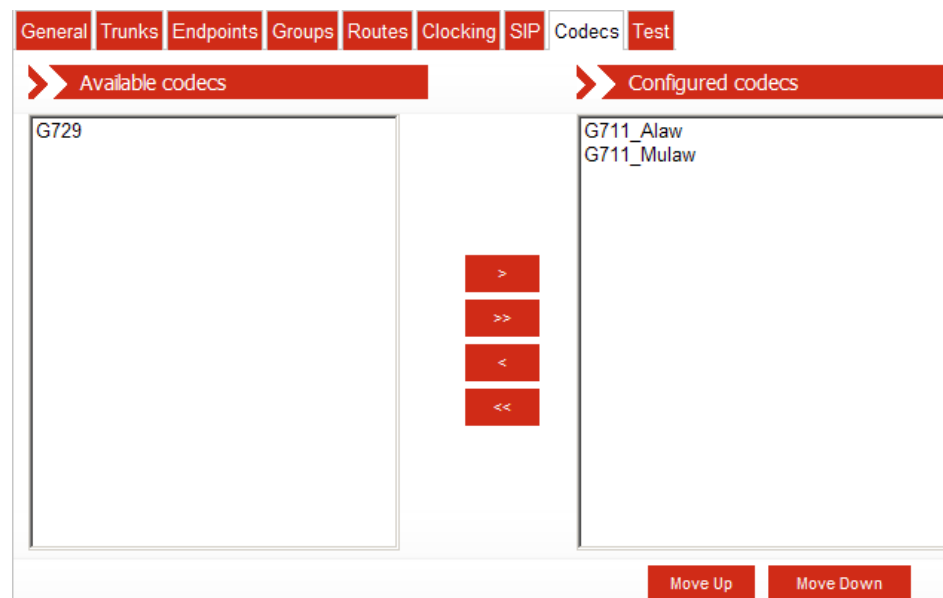 General Trunks Endpoints Groups Routes Clocking SIP Codecs Test
Available codecs
G729
>
>>
<
<<
Configured codecs
G711_Alaw
G711_Mulaw
Move Up Move Down